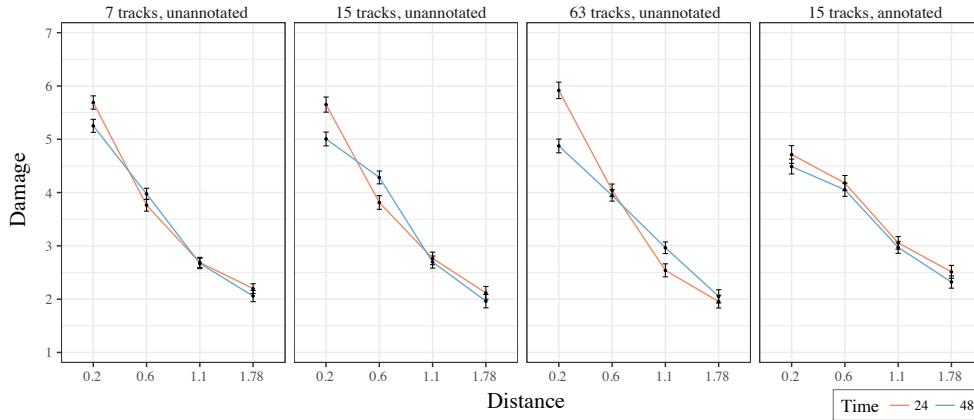 7 tracks, unannotated
15 tracks, unannotated
63 tracks, unannotated
15 tracks, annotated
Damage
7
6
5
4
3
2
1
0.2 0.6 1.1 1.78
0.2 0.6 1.1 1.78
0.2 0.6 1.1 1.78
0.2 0.6 1.1 1.78
Distance
Time 24 48